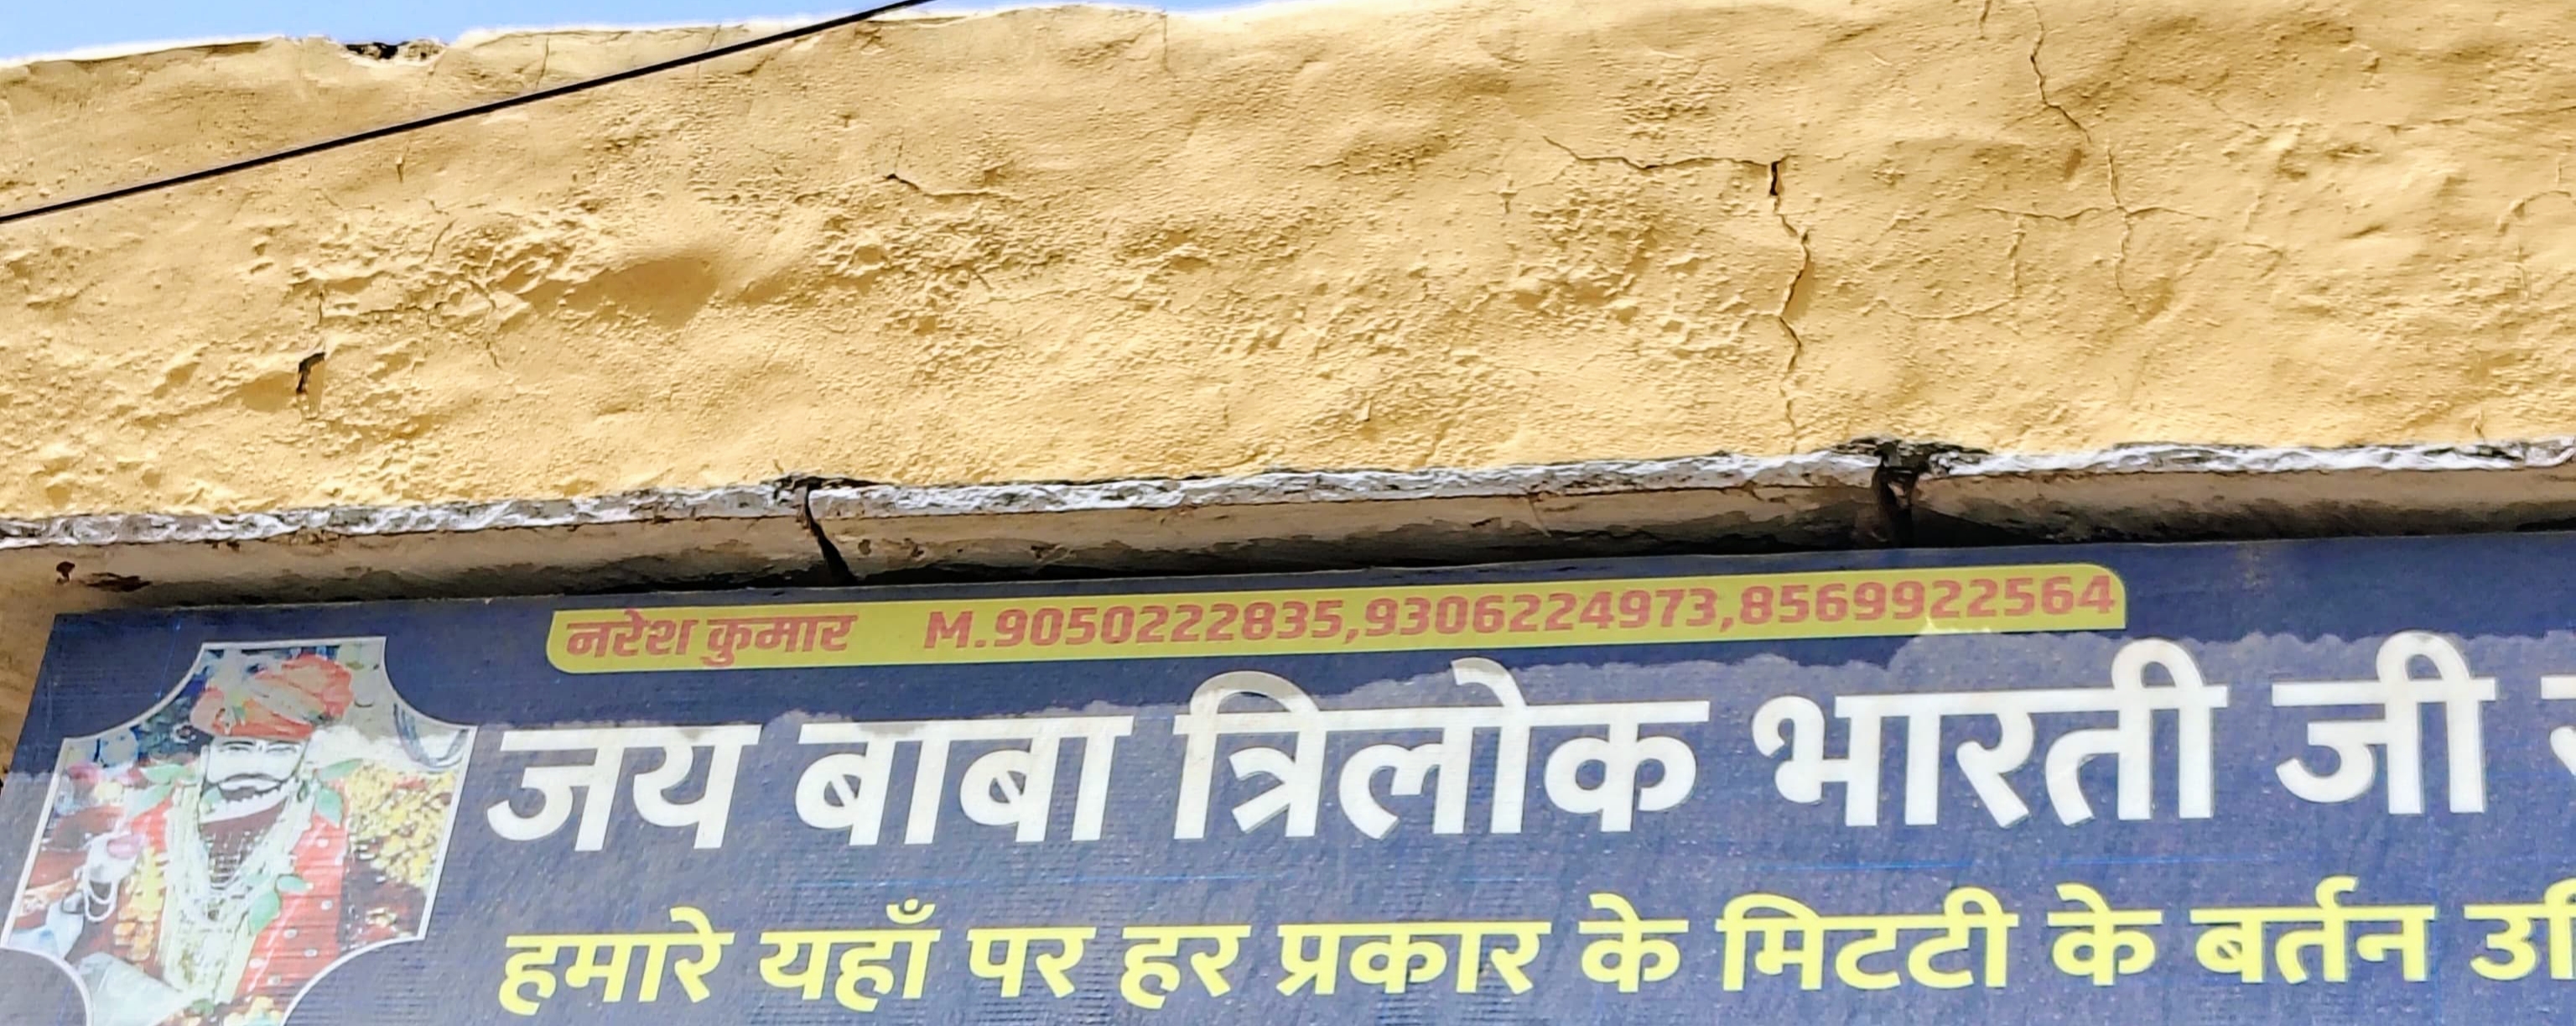 नरेश कुमार M.9050222835,9306224973,8569922564
जय बाबा त्रिलोक भारती जी
हमारे यहाँ पर हर प्रकार के मिटटी के बर्तन